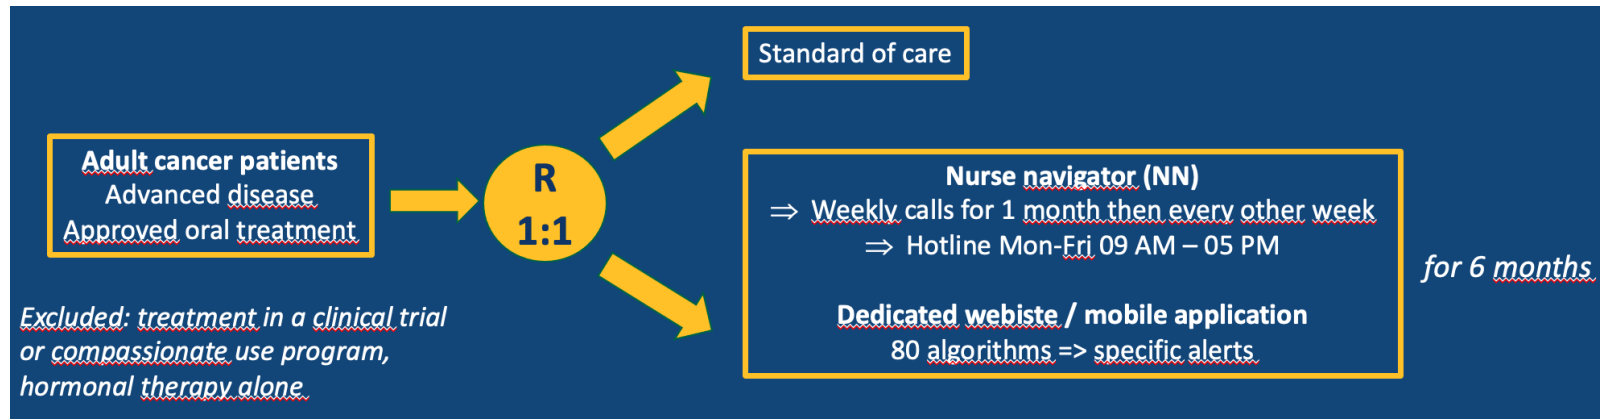 Standard of care
Adult cancer patients
Advanced disease
Approved oral treatment
R
1:1
Nurse navigator (NN)
⇒ Weekly calls for 1 month then every other week
⇒ Hotline Mon-Fri 09 AM – 05 PM
Dedicated webiste / mobile application
80 algorithms => specific alerts
for 6 months
Excluded: treatment in a clinical trial
or compassionate use program,
hormonal therapy alone